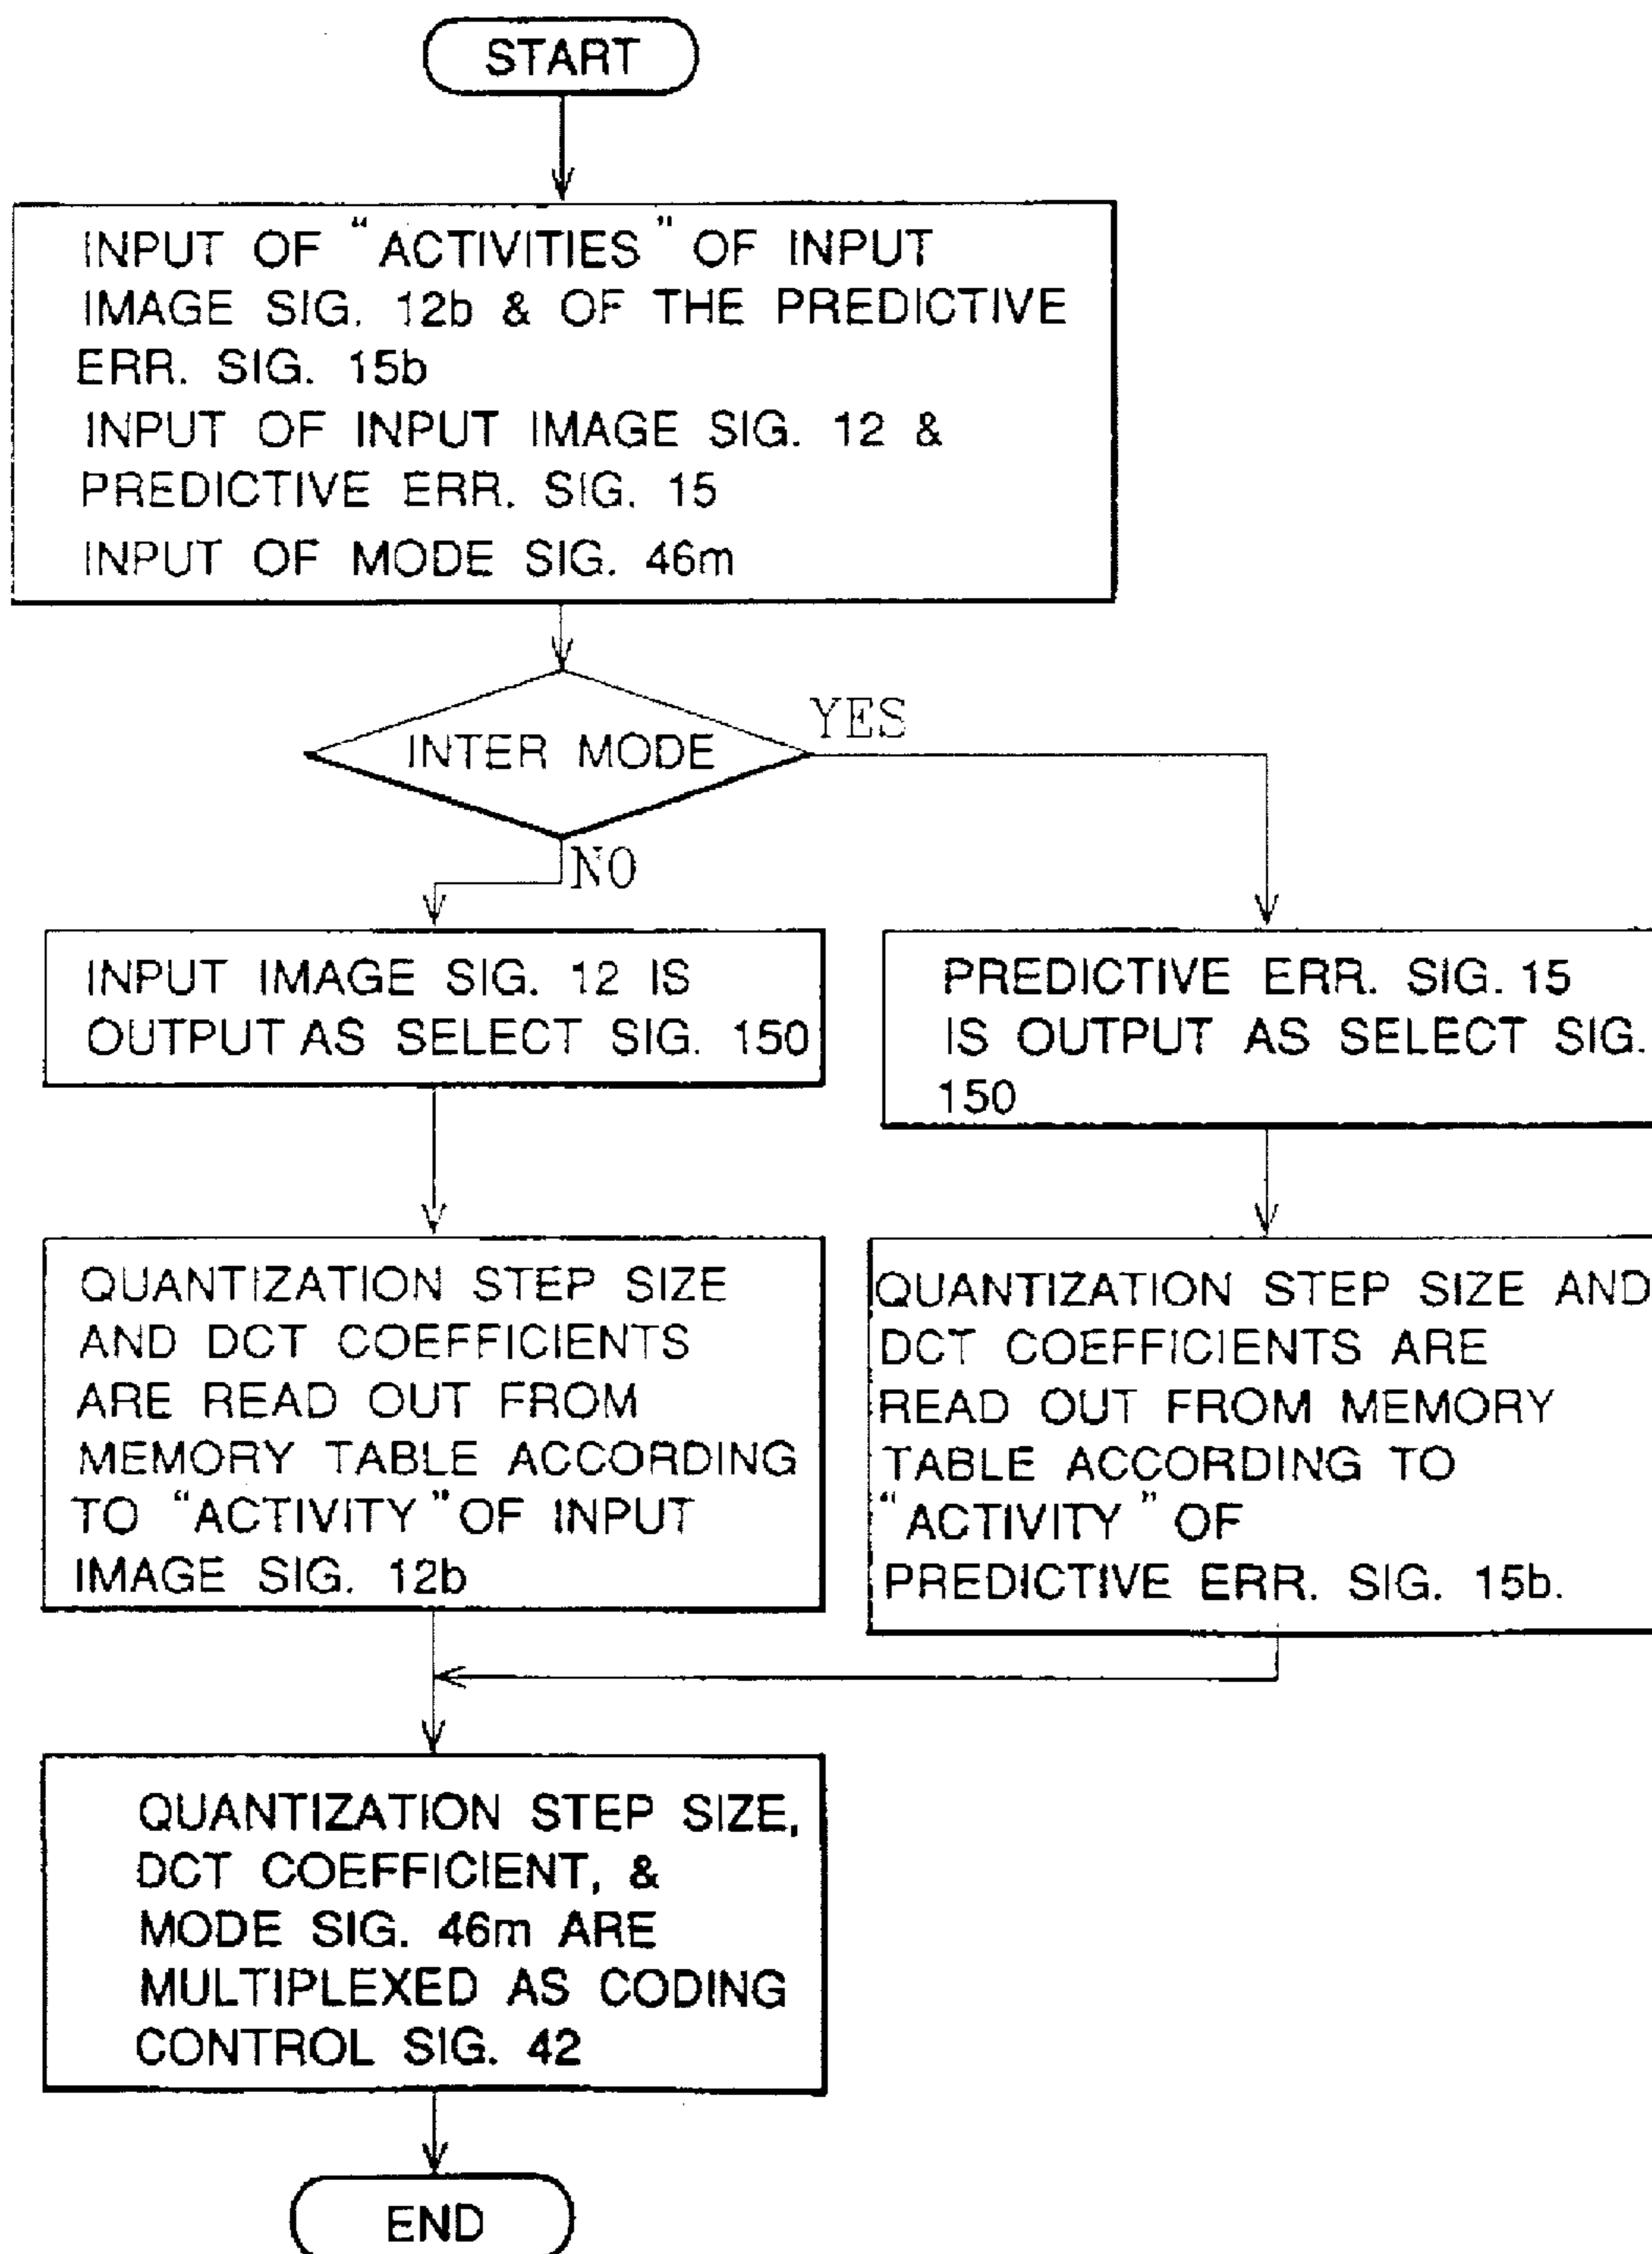 START
INPUT OF "ACTIVITIES" OF INPUT
IMAGE SIG. 12b & OF THE PREDICTIVE
ERR. SIG. 15b
INPUT OF INPUT IMAGE SIG. 12 &
PREDICTIVE ERR. SIG. 15
INPUT OF MODE SIG. 46m
INTER MODE
YES
NO
INPUT IMAGE SIG. 12 IS
OUTPUT AS SELECT SIG. 150
PREDICTIVE ERR. SIG. 15
IS OUTPUT AS SELECT SIG.
150
QUANTIZATION STEP SIZE
AND DCT COEFFICIENTS
ARE READ OUT FROM
MEMORY TABLE ACCORDING
TO "ACTIVITY" OF INPUT
IMAGE SIG. 12b
QUANTIZATION STEP SIZE AND
DCT COEFFICIENTS ARE
READ OUT FROM MEMORY
TABLE ACCORDING TO
"ACTIVITY" OF
PREDICTIVE ERR. SIG. 15b.
QUANTIZATION STEP SIZE,
DCT COEFFICIENT, &
MODE SIG. 46m ARE
MULTIPLEXED AS CODING
CONTROL SIG. 42
END